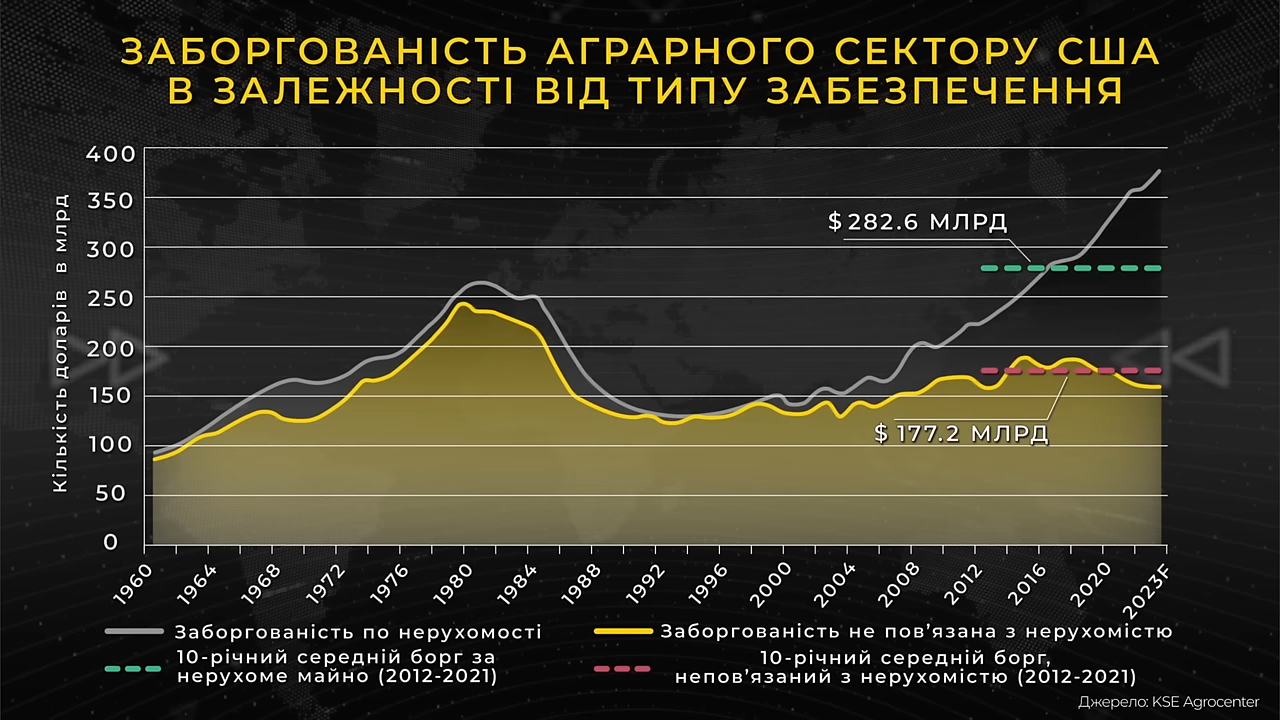 ЗАБОРГОВАНІСТЬ АГРАРНОГО СЕКТОРУ США
В ЗАЛЕЖНОСТІ ВІД ТИПУ ЗАБЕЗПЕЧЕННЯ
Кількість доларів в млрд
400
350
300
250
200
150
100
50
0
$ 282.6 МЛРД
$ 177.2 МЛРД
1960
1964
1968
1972
1976
1980
1984
1988
1992
1996
2000
2004
2008
2012
2016
2020
2023F
Заборгованість по нерухомості
Заборгованість не пов’язана з нерухомістю
10-річний середній борг за
нерухоме майно (2012-2021)
10-річний середній борг,
непов’язаний з нерухомістю (2012-2021)
Джерело: KSE Agrocenter